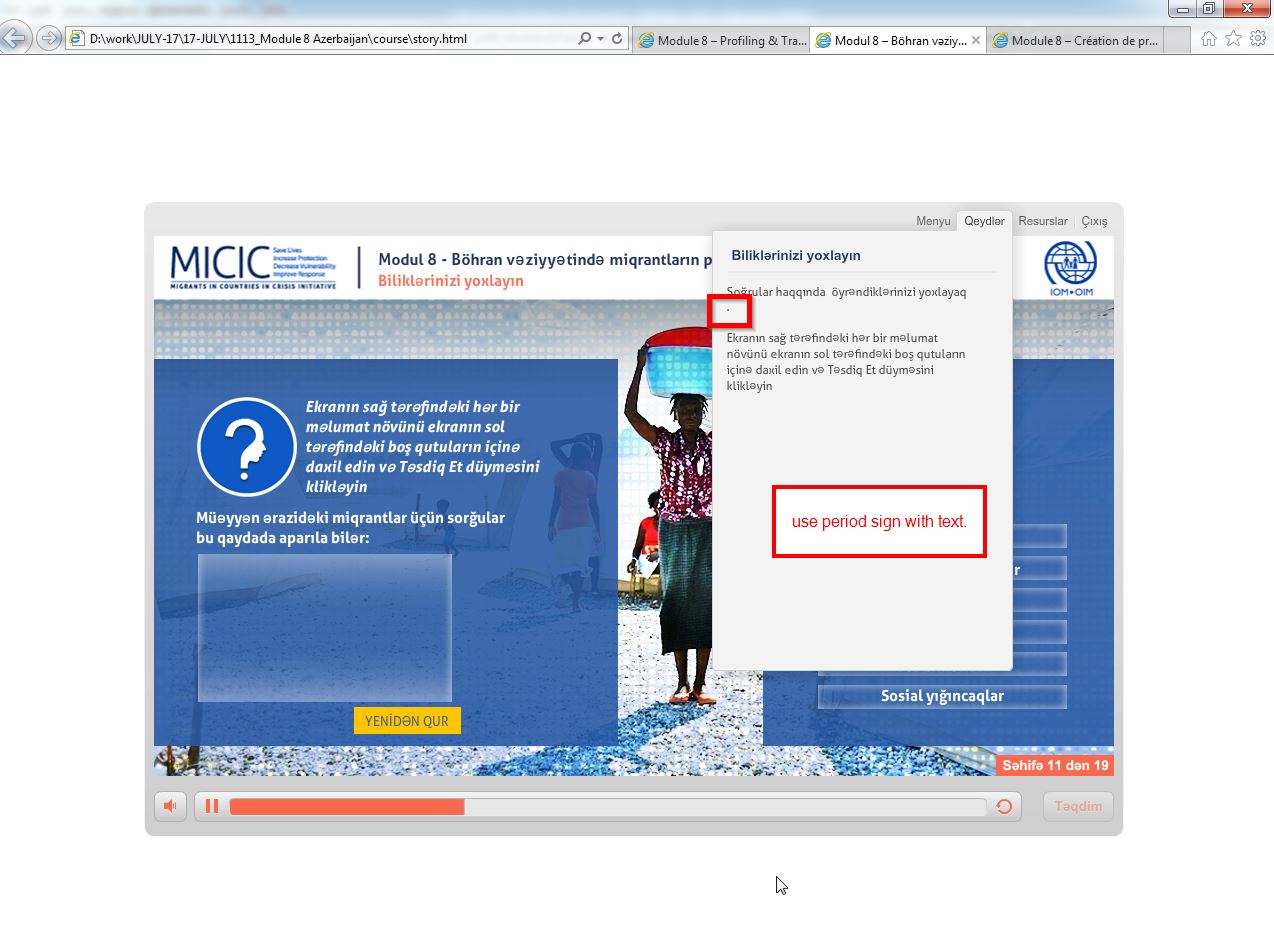 D:\work\JULY-17\17-JULY\1113_Module 8 Azerbaijan\course\story.html
Module 8 – Profiling & Tra...
Modul 8 – Böhran vəziy...
Module 8 – Création de pr...
Menyu
Qeydlər
Resurslar
Çıxış
MICIC
Save Lives
Increase Protection
Decrease Vulnerability
Improve Response
MIGRANTS IN COUNTRIES IN CRISIS INITIATIVE
Modul 8 - Böhran vəziyyətində miqrantların p
Biliklərinizi yoxlayın
IOM•OIM
Biliklərinizi yoxlayın
Soğrular haqqında öyrəndiklərinizi yoxlayaq
.
Ekranın sağ tərəfindəki hər bir məlumat
növünü ekranın sol tərəfindəki boş qutuların
içinə daxil edin və Təsdiq Et düyməsini
klikləyin
use period sign with text.
Ekranın sağ tərəfindəki hər bir
məlumat növünü ekranın sol
tərəfindəki boş qutuların içinə
daxil edin və Təsdiq Et düyməsini
klikləyin
Müəyyən ərazidəki miqrantlar üçün sorğular
bu qaydada aparıla bilər:
YENİDƏN QUR
r
Sosial yığıncaqlar
Səhifə 11 dən 19
Təqdim